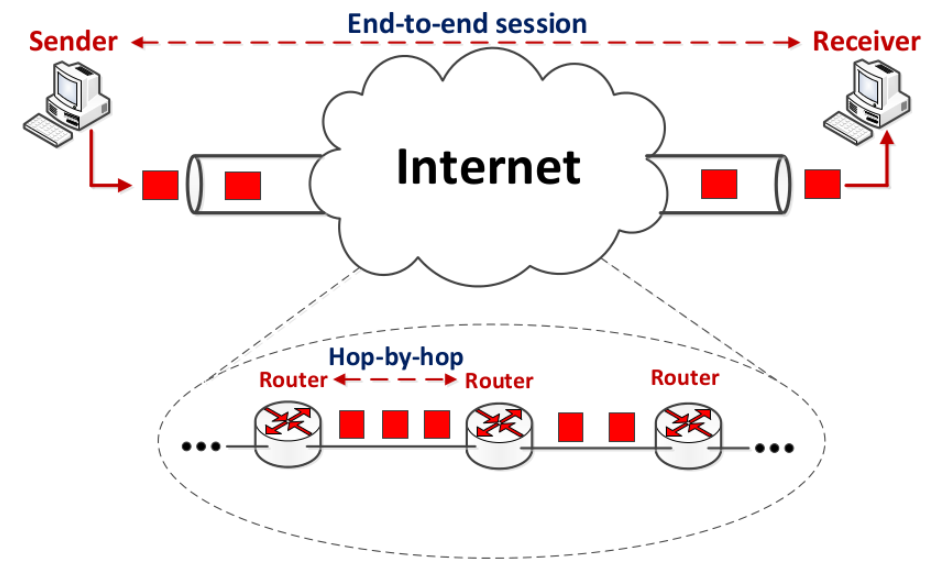 End-to-end session
Sender
Receiver
Internet
Hop-by-hop
Router
Router
Router